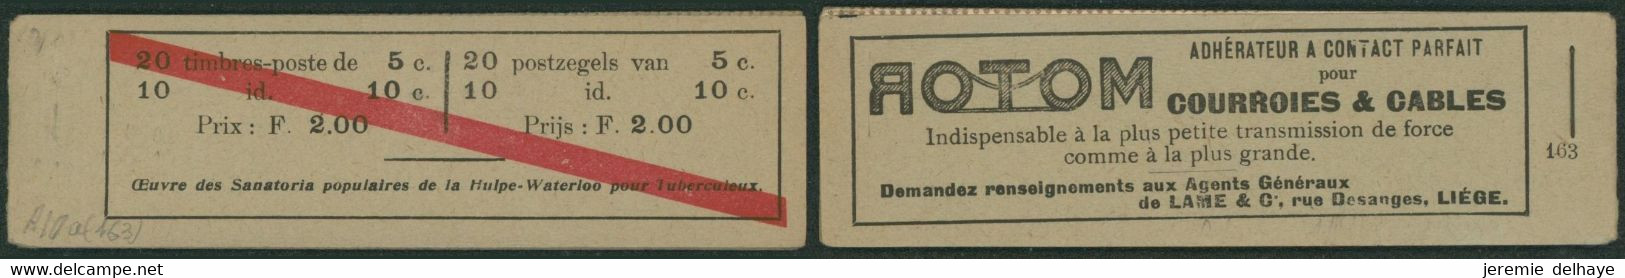 20 timbres-poste de 5 c.
10 id. 10 c.
Prix : F. 2.00
20 postzegels van 5 c.
10 id. 10 c.
Prijs : F. 2.00
Œuvre des Sanatoria populaires de la Hulpe-Waterloo pour Tuberculeux.
A18a(163)
ROTOM
ADHÉRATEUR A CONTACT PARFAIT
pour
COURROIES & CABLES
Indispensable à la plus petite transmission de force
comme à la plus grande.
Demandez renseignements aux Agents Généraux
de LAME & Cº, rue Desanges, LIÉGE.
163
delcampe.net
jeremie delhaye